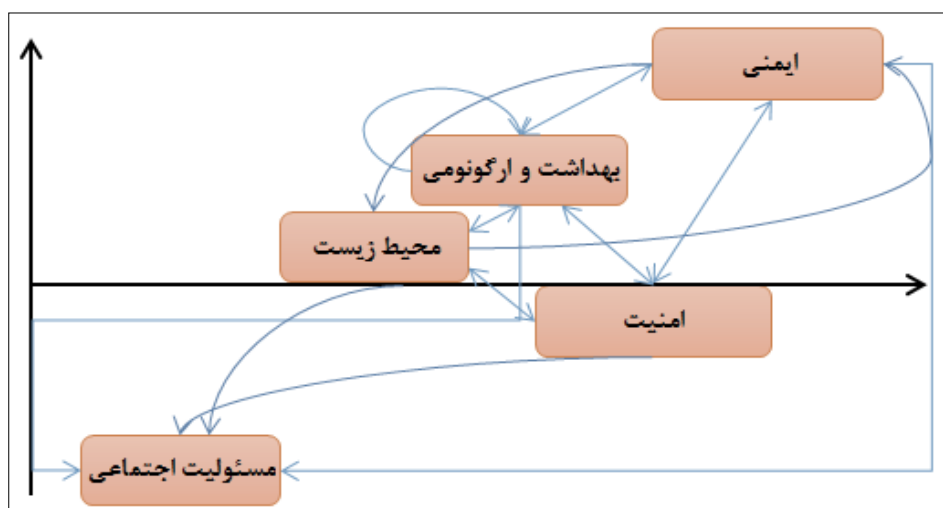 ایمنی
بهداشت و ارگونومی
محیط زیست
امنیت
مسئولیت اجتماعی